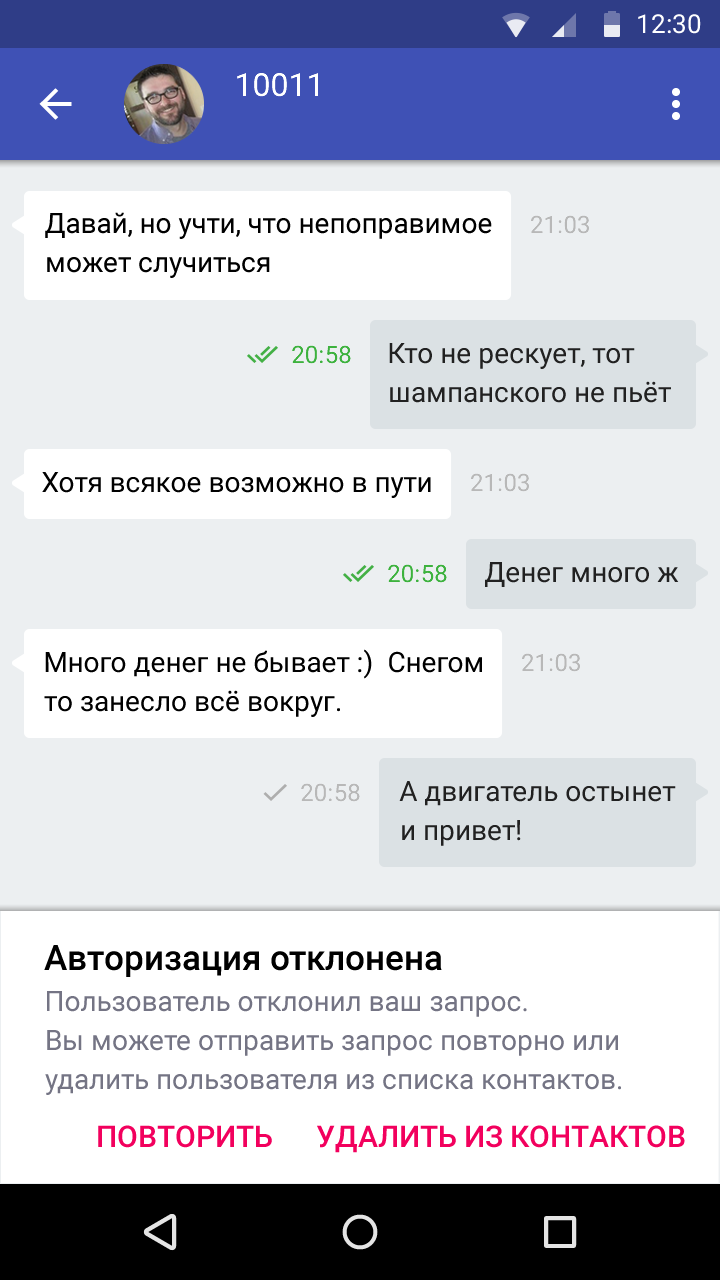 12:30
10011
Давай, но учти, что непоправимое
может случиться
21:03
20:58
Кто не рескует, тот
шампанского не пьёт
Хотя всякое возможно в пути
21:03
20:58
Денег много ж
Много денег не бывает :)  Снегом
то занесло всё вокруг.
21:03
20:58
А двигатель остынет
и привет!
Авторизация отклонена
Пользователь отклонил ваш запрос.
Вы можете отправить запрос повторно или
удалить пользователя из списка контактов.
ПОВТОРИТЬ
УДАЛИТЬ ИЗ КОНТАКТОВ